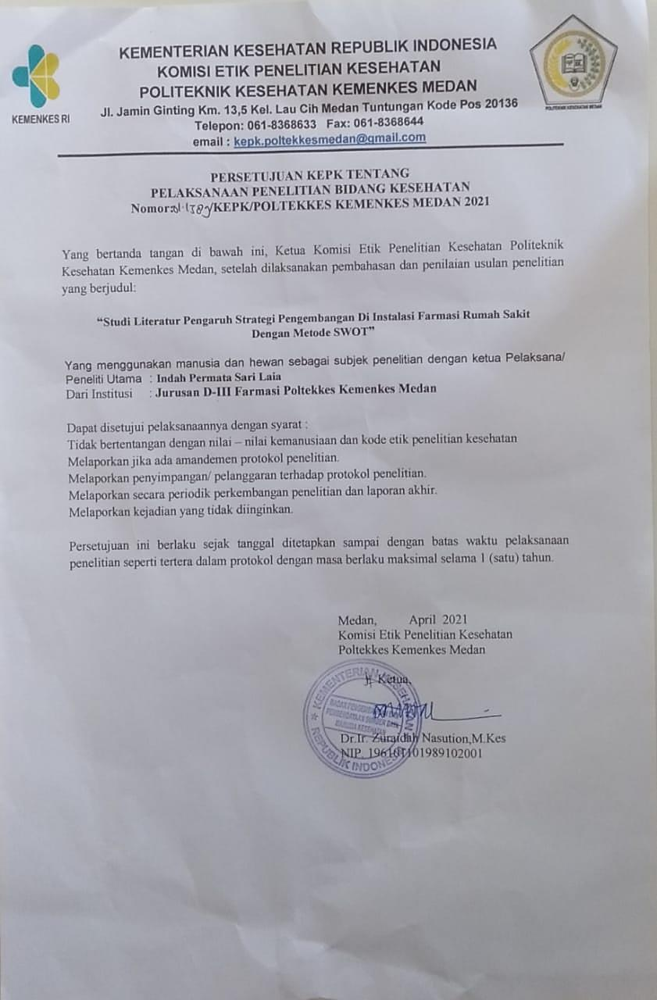 KEMENTERIAN KESEHATAN REPUBLIK INDONESIA
KOMISI ETIK PENELITIAN KESEHATAN
POLITEKNIK KESEHATAN KEMENKES MEDAN
Jl. Jamin Ginting Km. 13,5 Kel. Lau Cih Medan Tuntungan Kode Pos 20136
Telepon: 061-8368633 Fax: 061-8368644
email : kepk.poltekkesmedan@gmail.com
KEMENKES RI
POLITEKNIK KESEHATAN MEDAN
PERSETUJUAN KEPK TENTANG
PELAKSANAAN PENELITIAN BIDANG KESEHATAN
Nomor: /KEPK/POLTEKKES KEMENKES MEDAN 2021
Yang bertanda tangan di bawah ini, Ketua Komisi Etik Penelitian Kesehatan Politeknik
Kesehatan Kemenkes Medan, setelah dilaksanakan pembahasan dan penilaian usulan penelitian
yang berjudul:
“Studi Literatur Pengaruh Strategi Pengembangan Di Instalasi Farmasi Rumah Sakit
Dengan Metode SWOT”
Yang menggunakan manusia dan hewan sebagai subjek penelitian dengan ketua Pelaksana/
Peneliti Utama : Indah Permata Sari Laia
Dari Institusi : Jurusan D-III Farmasi Poltekkes Kemenkes Medan
Dapat disetujui pelaksanaannya dengan syarat :
Tidak bertentangan dengan nilai – nilai kemanusiaan dan kode etik penelitian kesehatan
Melaporkan jika ada amandemen protokol penelitian.
Melaporkan penyimpangan/ pelanggaran terhadap protokol penelitian.
Melaporkan secara periodik perkembangan penelitian dan laporan akhir.
Melaporkan kejadian yang tidak diinginkan.
Persetujuan ini berlaku sejak tanggal ditetapkan sampai dengan batas waktu pelaksanaan
penelitian seperti tertera dalam protokol dengan masa berlaku maksimal selama 1 (satu) tahun.
Medan, April 2021
Komisi Etik Penelitian Kesehatan
Poltekkes Kemenkes Medan
Ketua,
KEMENTERIAN KESEHATAN
REPUBLIK INDONESIA
Dr.Ir. Zuraidah Nasution,M.Kes
NIP. 196101101989102001